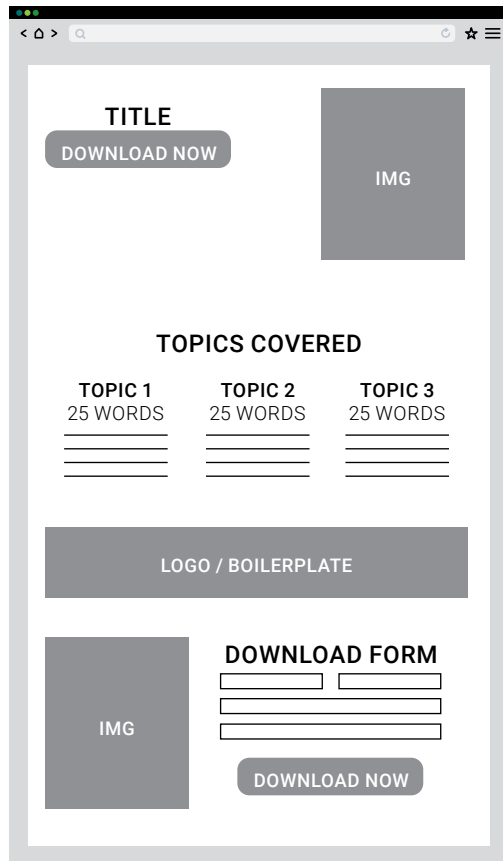 TITLE
DOWNLOAD NOW
IMG
TOPICS COVERED
TOPIC 1
25 WORDS
TOPIC 2
25 WORDS
TOPIC 3
25 WORDS
LOGO / BOILERPLATE
IMG
DOWNLOAD FORM
DOWNLOAD NOW